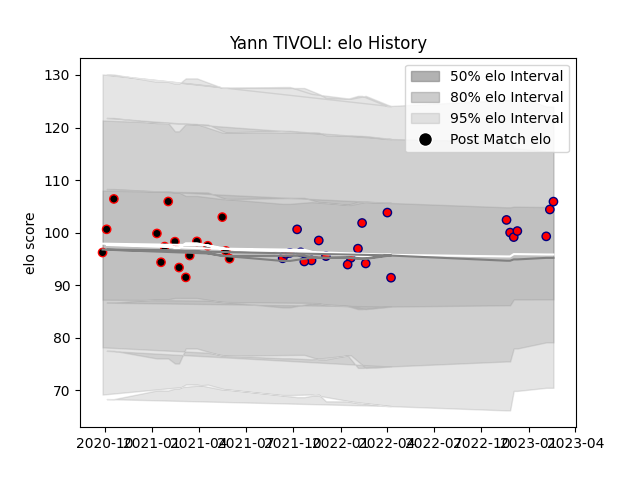 Yann TIVOLI: elo History
130
120
110
100
90
80
70
elo score
50% elo Interval
80% elo Interval
95% elo Interval
Post Match elo
2020-10 2021-01 2021-04 2021-07 2021-10 2022-01 2022-04 2022-07 2022-10 2023-01 2023-04